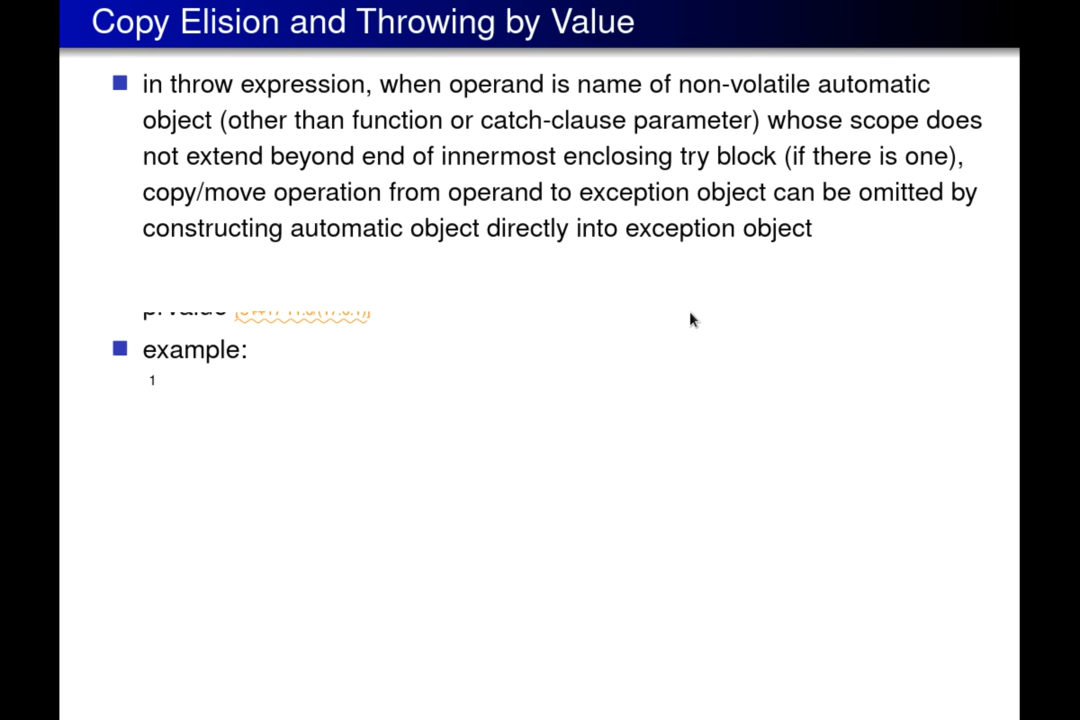 Copy Elision and Throwing by Value
in throw expression, when operand is name of non-volatile automatic
object (other than function or catch-clause parameter) whose scope does
not extend beyond end of innermost enclosing try block (if there is one),
copy/move operation from operand to exception object can be omitted by
constructing automatic object directly into exception object
example:
1